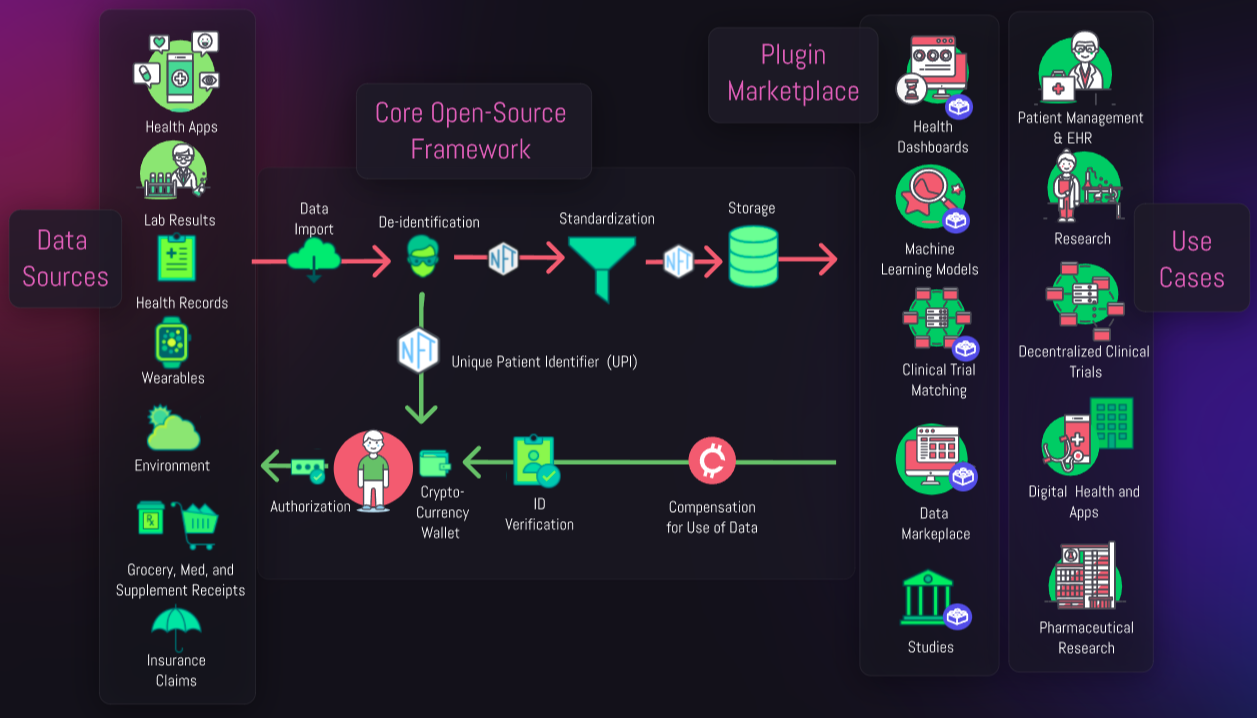 Data
Sources
Health Apps
Lab Results
Health Records
Wearables
Environment
Rx
Grocery, Med, and
Supplement Receipts
Insurance
Claims
Core Open-Source
Framework
Data
Import
De-identification
NFT
Standardization
NFT
Storage
NFT
Unique Patient Identifier (UPI)
Authorization
Crypto-
Currency
Wallet
ID
Verification
Compensation
for Use of Data
Plugin
Marketplace
Health
Dashboards
Machine
Learning Models
Clinical Trial
Matching
Data
Markeplace
Studies
Use
Cases
Patient Management
& EHR
Research
Decentralized Clinical
Trials
Digital Health and
Apps
Pharmaceutical
Research